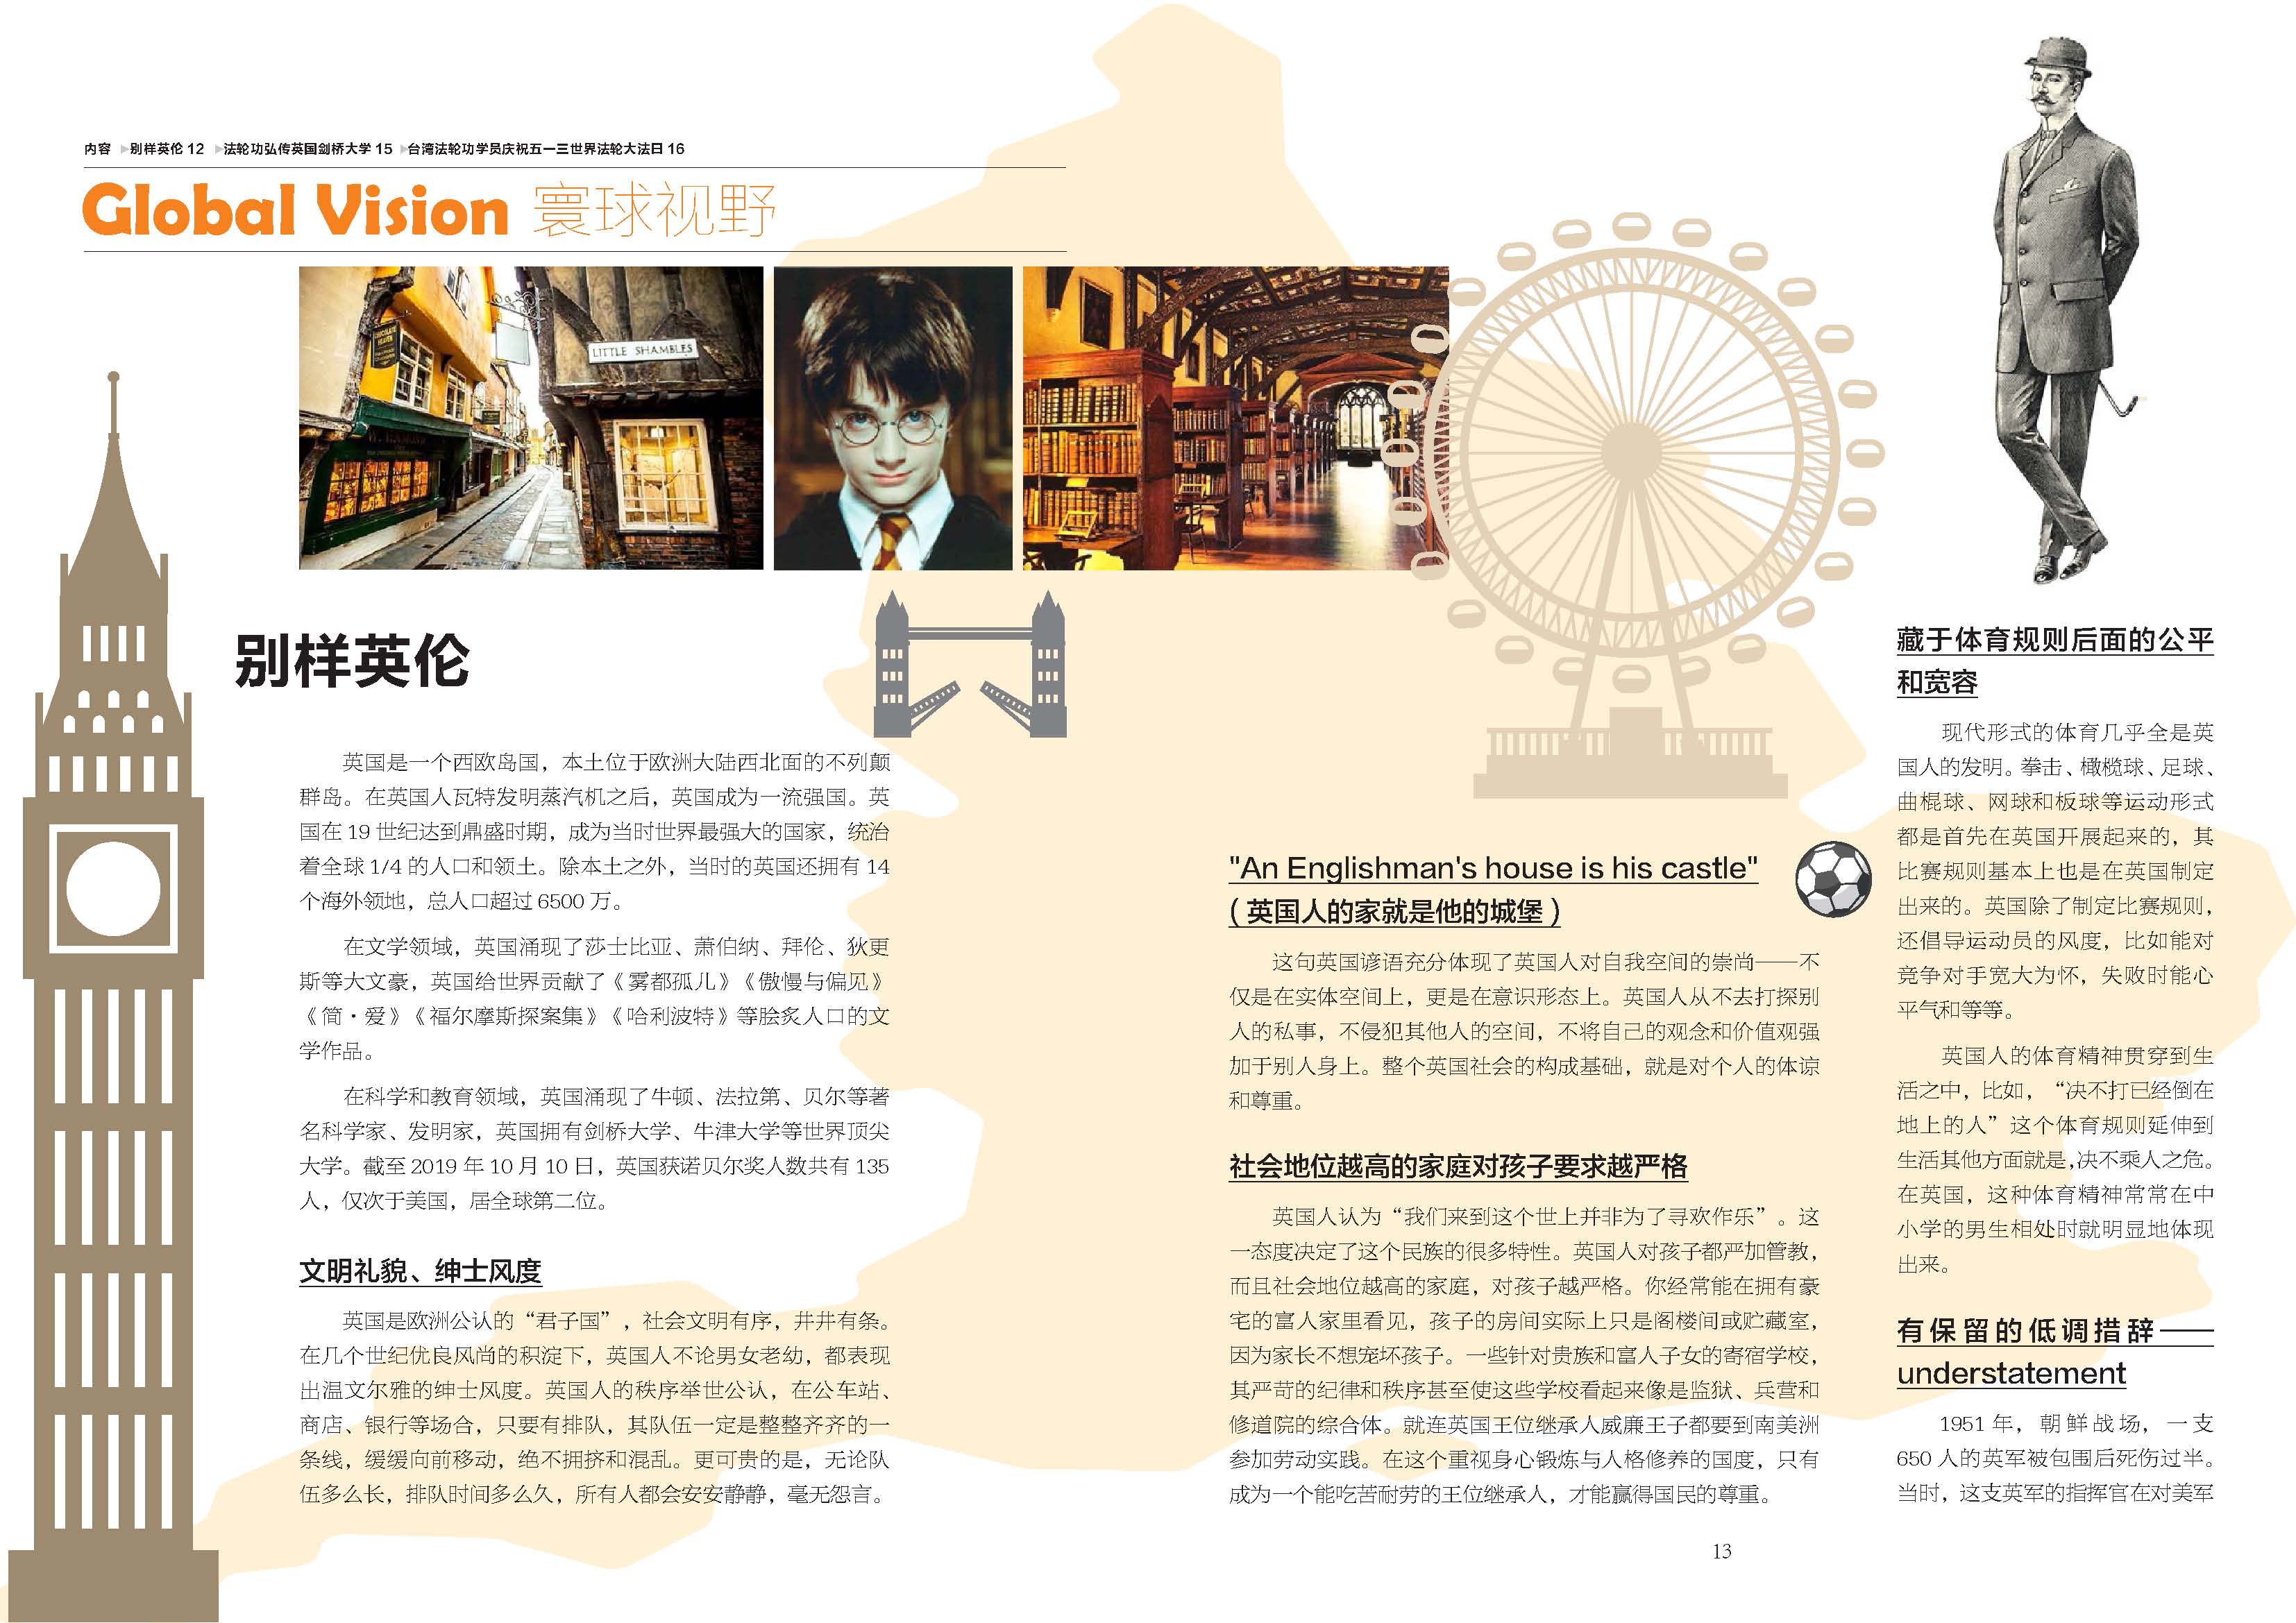 内容 ▶别样英伦 12 ▶法轮功弘传英国剑桥大学 15 ▶台湾法轮功学员庆祝五一三世界法轮大法日 16
Global Vision 寰球视野
LITTLE SHAMBLES
别样英伦
英国是一个西欧岛国，本土位于欧洲大陆西北面的不列颠
群岛。在英国人瓦特发明蒸汽机之后，英国成为一流强国。英
国在 19 世纪达到鼎盛时期，成为当时世界最强大的国家，统治
着全球 1/4 的人口和领土。除本土之外，当时的英国还拥有 14
个海外领地，总人口超过 6500 万。
在文学领域，英国涌现了莎士比亚、萧伯纳、拜伦、狄更
斯等大文豪，英国给世界贡献了《雾都孤儿》《傲慢与偏见》
《简·爱》《福尔摩斯探案集》《哈利波特》等脍炙人口的文
学作品。
在科学和教育领域，英国涌现了牛顿、法拉第、贝尔等著
名科学家、发明家，英国拥有剑桥大学、牛津大学等世界顶尖
大学。截至 2019 年 10 月 10 日，英国获诺贝尔奖人数共有 135
人，仅次于美国，居全球第二位。
文明礼貌、绅士风度
英国是欧洲公认的“君子国”，社会文明有序，井井有条。
在几个世纪优良风尚的积淀下，英国人不论男女老幼，都表现
出温文尔雅的绅士风度。英国人的秩序举世公认，在公车站、
商店、银行等场合，只要有排队，其队伍一定是整整齐齐的一
条线，缓缓向前移动，绝不拥挤和混乱。更可贵的是，无论队
伍多么长，排队时间多么久，所有人都会安安静静，毫无怨言。
"An Englishman's house is his castle"
（英国人的家就是他的城堡）
这句英国谚语充分体现了英国人对自我空间的崇尚——不
仅是在实体空间上，更是在意识形态上。英国人从不去打探别
人的私事，不侵犯其他人的空间，不将自己的观念和价值观强
加于别人身上。整个英国社会的构成基础，就是对个人的体谅
和尊重。
社会地位越高的家庭对孩子要求越严格
英国人认为“我们来到这个世上并非为了寻欢作乐”。这
一态度决定了这个民族的很多特性。英国人对孩子都严加管教，
而且社会地位越高的家庭，对孩子越严格。你经常能在拥有豪
宅的富人家里看见，孩子的房间实际上只是阁楼间或贮藏室，
因为家长不想宠坏孩子。一些针对贵族和富人子女的寄宿学校，
其严苛的纪律和秩序甚至使这些学校看起来像是监狱、兵营和
修道院的综合体。就连英国王位继承人威廉王子都要到南美洲
参加劳动实践。在这个重视身心锻炼与人格修养的国度，只有
成为一个能吃苦耐劳的王位继承人，才能赢得国民的尊重。
藏于体育规则后面的公平
和宽容
现代形式的体育几乎全是英
国人的发明。拳击、橄榄球、足球、
曲棍球、网球和板球等运动形式
都是首先在英国开展起来的，其
比赛规则基本上也是在英国制定
出来的。英国除了制定比赛规则，
还倡导运动员的风度，比如能对
竞争对手宽大为怀，失败时能心
平气和等等。
英国人的体育精神贯穿到生
活之中，比如，“决不打已经倒在
地上的人”这个体育规则延伸到
生活其他方面就是，决不乘人之危。
在英国，这种体育精神常常在中
小学的男生相处时就明显地体现
出来。
有保留的低调措辞——
understatement
1951 年，朝鲜战场，一支
650 人的英军被包围后死伤过半。
当时，这支英军的指挥官在对美军
13